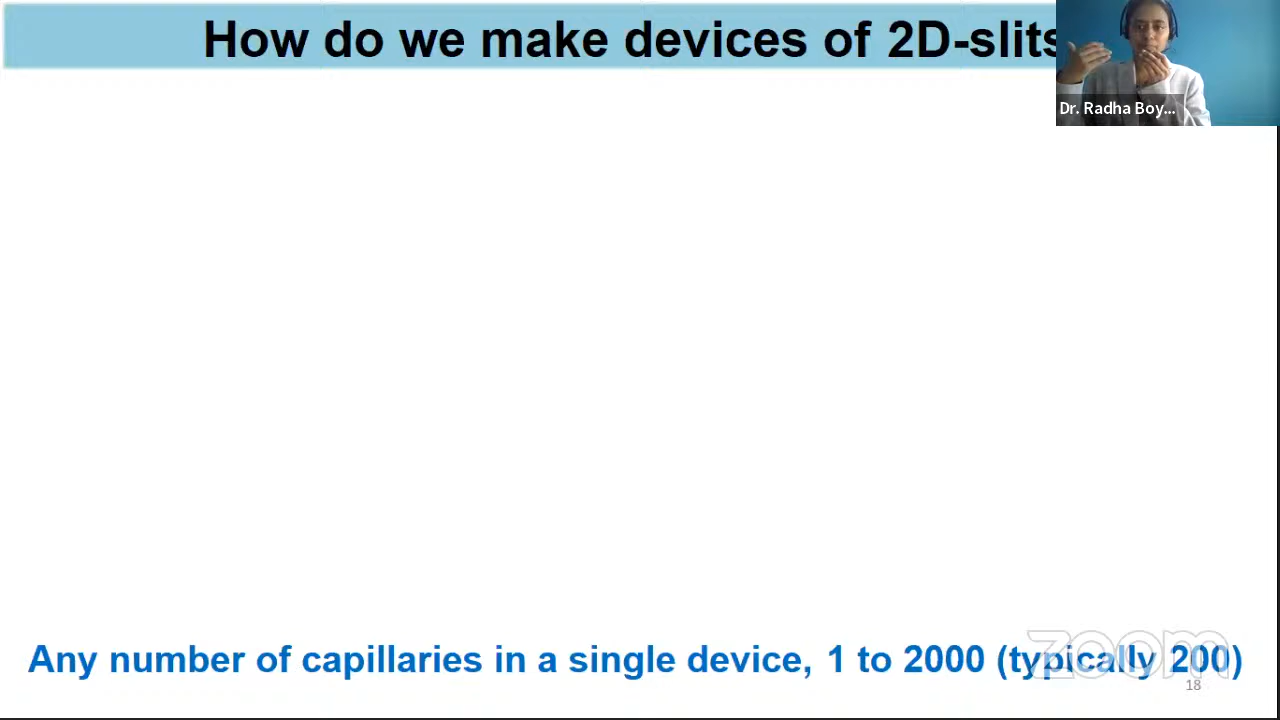 How do we make devices of 2D-slits
Dr. Radha Boy...
Any number of capillaries in a single device, 1 to 2000 (typically 200)
zoom
18